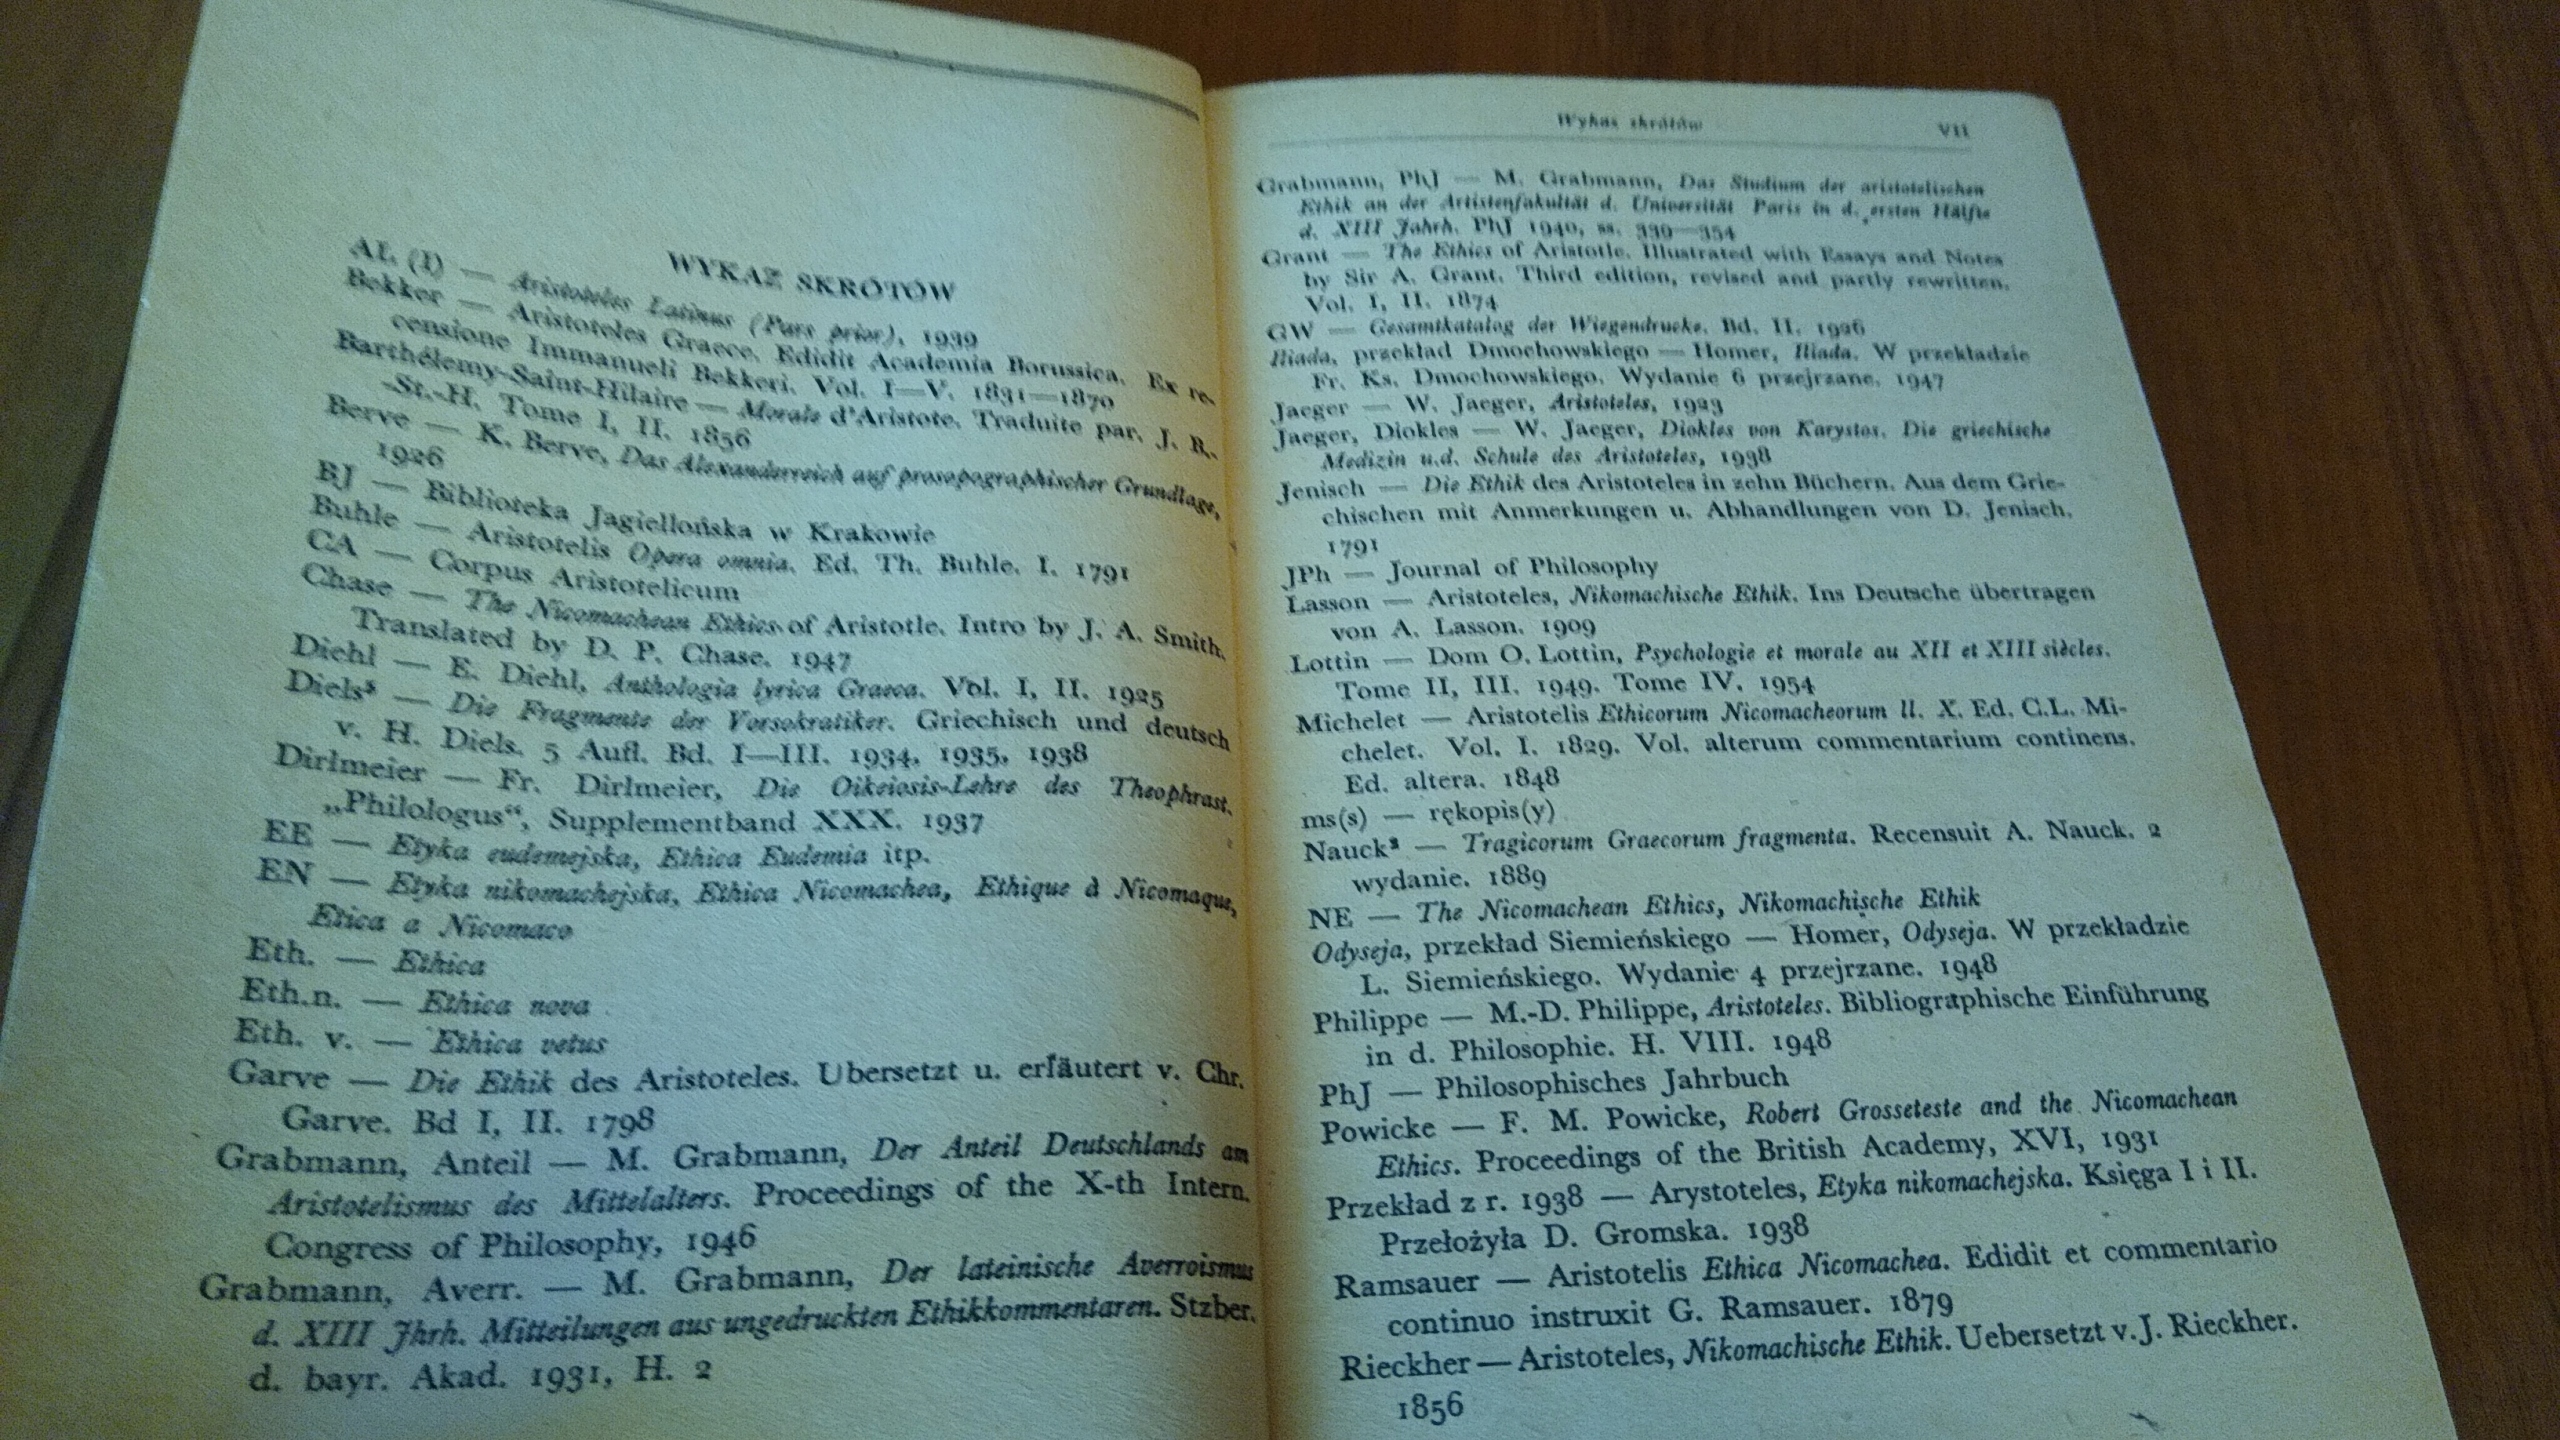 WYKAZ SKRÓTÓW
AL (I) — Aristoteles Latinus (Pars prior), 1939
Bekker — Aristoteles Graece. Edidit Academia Borussica. Ex re-
censione Immanueli Bekkeri. Vol. I—V. 1831—1870
Barthélemy-Saint-Hilaire — Morale d'Aristote. Traduite par. J. B.-
-St.-H. Tome I, II. 1856
Berve — K. Berve, Das Alexanderreich auf prosopographischer Grundlage,
1926
BJ — Biblioteka Jagiellońska w Krakowie
Buhle — Aristotelis Opera omnia. Ed. Th. Buhle. I. 1791
CA — Corpus Aristotelicum
Chase — The Nicomachean Ethics of Aristotle. Intro by J. A. Smith.
Translated by D. P. Chase. 1947
Diehl — E. Diehl, Anthologia lyrica Graeca. Vol. I, II. 1925
Diels⁵ — Die Fragmente der Vorsokratiker. Griechisch und deutsch
v. H. Diels. 5 Aufl. Bd. I—III. 1934, 1935, 1938
Dirlmeier — Fr. Dirlmeier, Die Oikeiosis-Lehre des Theophrast.
„Philologus“, Supplementband XXX. 1937
EE — Etyka eudemejska, Ethica Eudemia itp.
EN — Etyka nikomachejska, Ethica Nicomachea, Ethique à Nicomaque,
Etica a Nicomaco
Eth. — Ethica
Eth.n. — Ethica nova
Eth. v. — Ethica vetus
Garve — Die Ethik des Aristoteles. Ubersetzt u. erläutert v. Chr.
Garve. Bd I, II. 1798
Grabmann, Anteil — M. Grabmann, Der Anteil Deutschlands am
Aristotelismus des Mittelalters. Proceedings of the X-th Intern.
Congress of Philosophy, 1946
Grabmann, Averr. — M. Grabmann, Der lateinische Averroismus
d. XIII Jhrh. Mitteilungen aus ungedruckten Ethikkommentaren. Stzber.
d. bayr. Akad. 1931, H. 2
Wykaz skrótów VII
Grabmann, PhJ — M. Grabmann, Das Studium der aristotelischen
Ethik an der Artistenfakultät d. Universität Paris in d. ersten Hälfte
d. XIII Jahrh. PhJ 1940, ss. 339—354
Grant — The Ethics of Aristotle. Illustrated with Essays and Notes
by Sir A. Grant. Third edition, revised and partly rewritten.
Vol. I, II. 1874
GW — Gesamtkatalog der Wiegendrucke. Bd. II. 1926
Iliada, przekład Dmochowskiego — Homer, Iliada. W przekładzie
Fr. Ks. Dmochowskiego. Wydanie 6 przejrzane. 1947
Jaeger — W. Jaeger, Aristoteles, 1923
Jaeger, Diokles — W. Jaeger, Diokles von Karystos. Die griechische
Medizin u.d. Schule des Aristoteles, 1938
Jenisch — Die Ethik des Aristoteles in zehn Büchern. Aus dem Grie-
chischen mit Anmerkungen u. Abhandlungen von D. Jenisch.
1791
JPh — Journal of Philosophy
Lasson — Aristoteles, Nikomachische Ethik. Ins Deutsche übertragen
von A. Lasson. 1909
Lottin — Dom O. Lottin, Psychologie et morale au XII et XIII siècles.
Tome II, III. 1949. Tome IV. 1954
Michelet — Aristotelis Ethicorum Nicomacheorum ll. X. Ed. C.L. Mi-
chelet. Vol. I. 1829. Vol. alterum commentarium continens.
Ed. altera. 1848
ms(s) — rękopis(y)
Nauck² — Tragicorum Graecorum fragmenta. Recensuit A. Nauck. 2
wydanie. 1889
NE — The Nicomachean Ethics, Nikomachische Ethik
Odyseja, przekład Siemieńskiego — Homer, Odyseja. W przekładzie
L. Siemieńskiego. Wydanie 4 przejrzane. 1948
Philippe — M.-D. Philippe, Aristoteles. Bibliographische Einführung
in d. Philosophie. H. VIII. 1948
PhJ — Philosophisches Jahrbuch
Powicke — F. M. Powicke, Robert Grosseteste and the Nicomachean
Ethics. Proceedings of the British Academy, XVI, 1931
Przekład z r. 1938 — Arystoteles, Etyka nikomachejska. Księga I i II.
Przełożyła D. Gromska. 1938
Ramsauer — Aristotelis Ethica Nicomachea. Edidit et commentario
continuo instruxit G. Ramsauer. 1879
Rieckher — Aristoteles, Nikomachische Ethik. Uebersetzt v. J. Rieckher.
1856